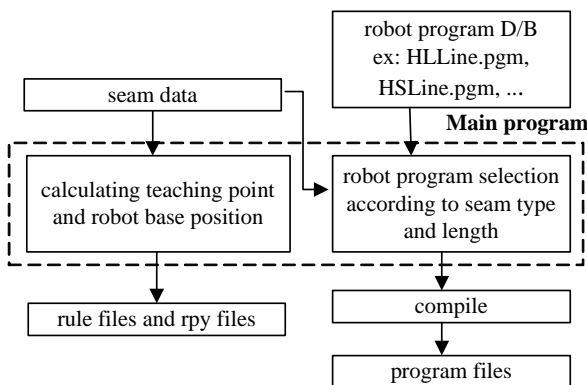 robot program D/B
ex: HLLine.pgm,
HSLine.pgm, ...
seam data
Main program
calculating teaching point
and robot base position
robot program selection
according to seam type
and length
rule files and rpy files
compile
program files